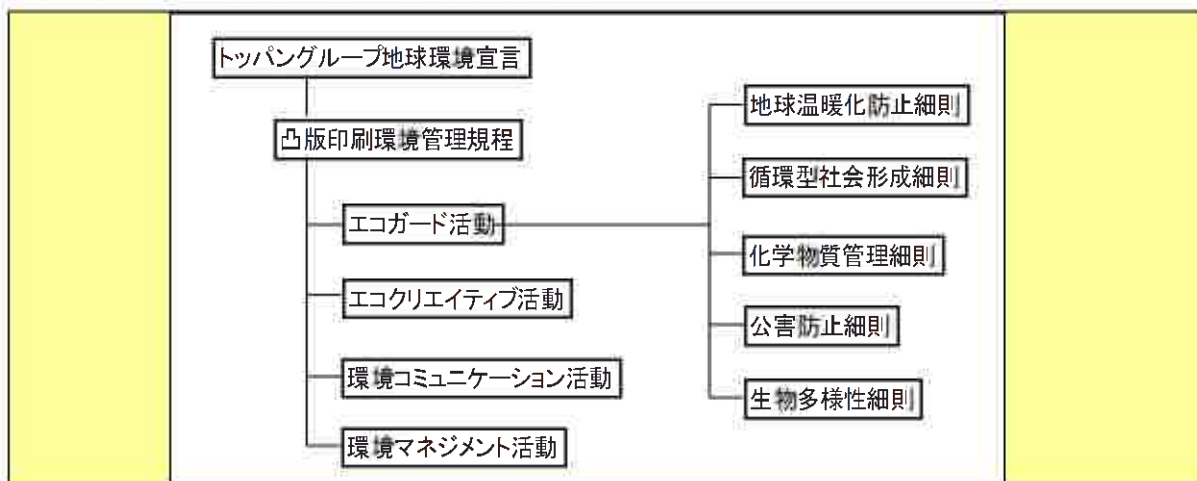 トッパングループ地球環境宣言
凸版印刷環境管理規程
エコガード活動
エコクリエイティブ活動
環境コミュニケーション活動
環境マネジメント活動
地球温暖化防止細則
循環型社会形成細則
化学物質管理細則
公害防止細則
生物多様性細則